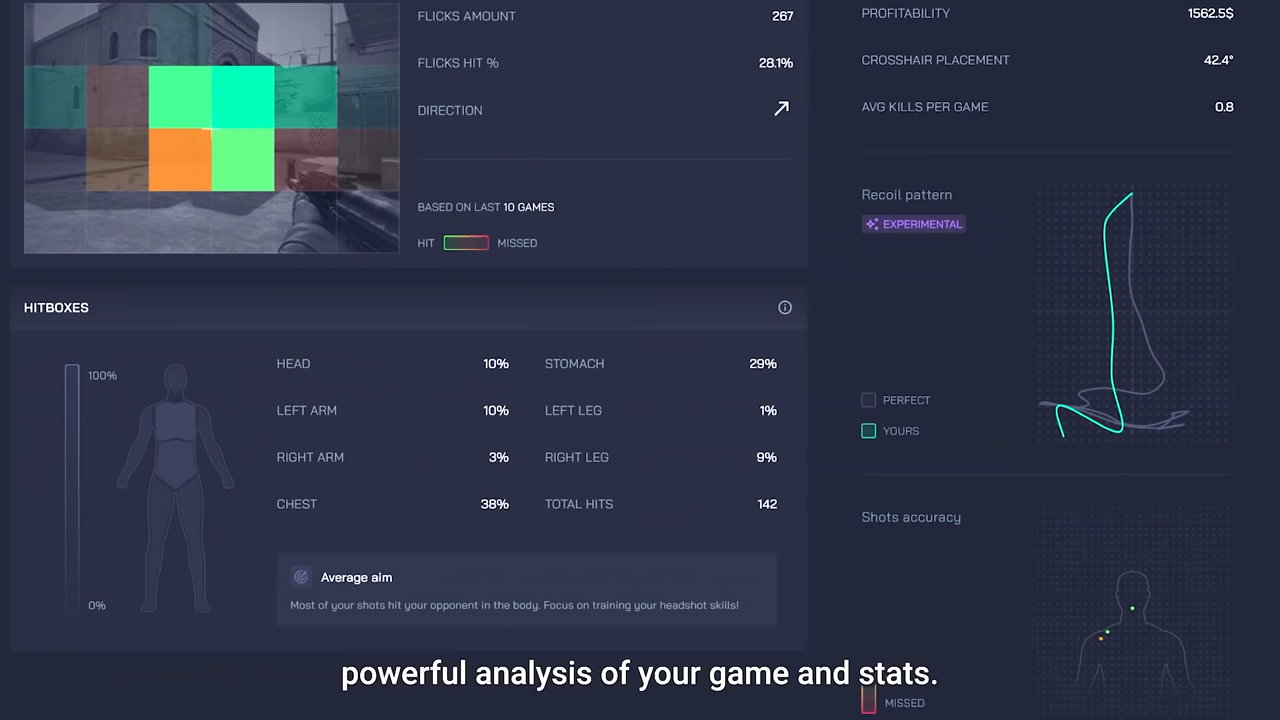 FLICKS AMOUNT 267
FLICKS HIT % 28.1%
DIRECTION
BASED ON LAST 10 GAMES
HIT MISSED
HITBOXES
100%
0%
HEAD 10% STOMACH 29%
LEFT ARM 10% LEFT LEG 1%
RIGHT ARM 3% RIGHT LEG 9%
CHEST 38% TOTAL HITS 142
Average aim
Most of your shots hit your opponent in the body. Focus on training your headshot skills!
PROFITABILITY 1562.5$
CROSSHAIR PLACEMENT 42.4°
AVG KILLS PER GAME 0.8
Recoil pattern
EXPERIMENTAL
PERFECT
YOURS
Shots accuracy
MISSED
powerful analysis of your game and stats.